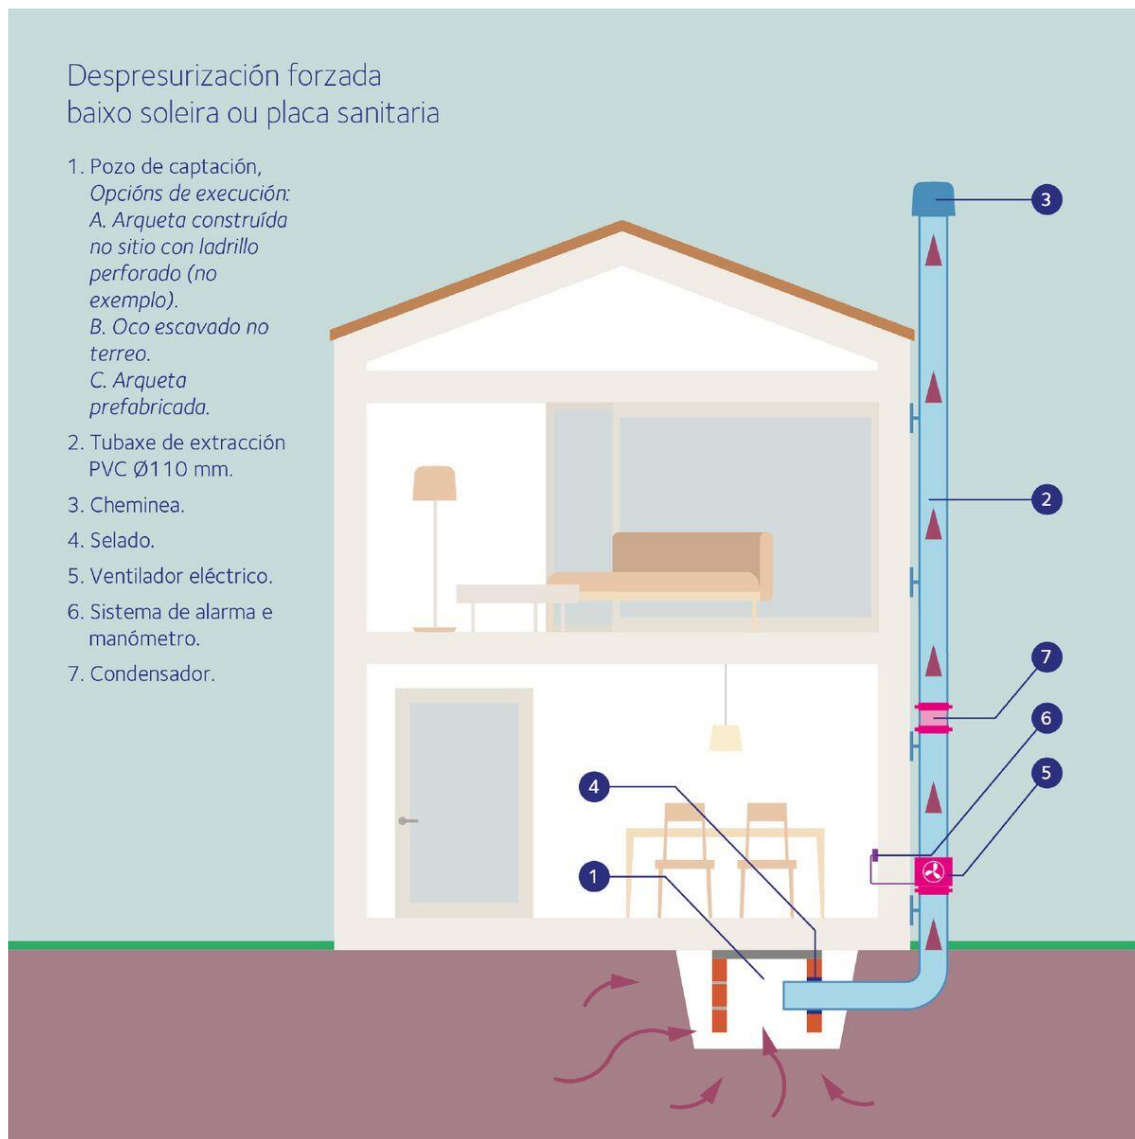 Despresurización forzada
baixo soleira ou placa sanitaria
1. Pozo de captación,
Opcións de execución:
A. Arqueta construída
no sitio con ladrillo
perforado (no
exemplo).
B. Oco escavado no
terreo.
C. Arqueta
prefabricada.
2. Tubaxe de extracción
PVC Ø110 mm.
3. Cheminea.
4. Selado.
5. Ventilador eléctrico.
6. Sistema de alarma e
manómetro.
7. Condensador.
3
2
7
6
5
4
1